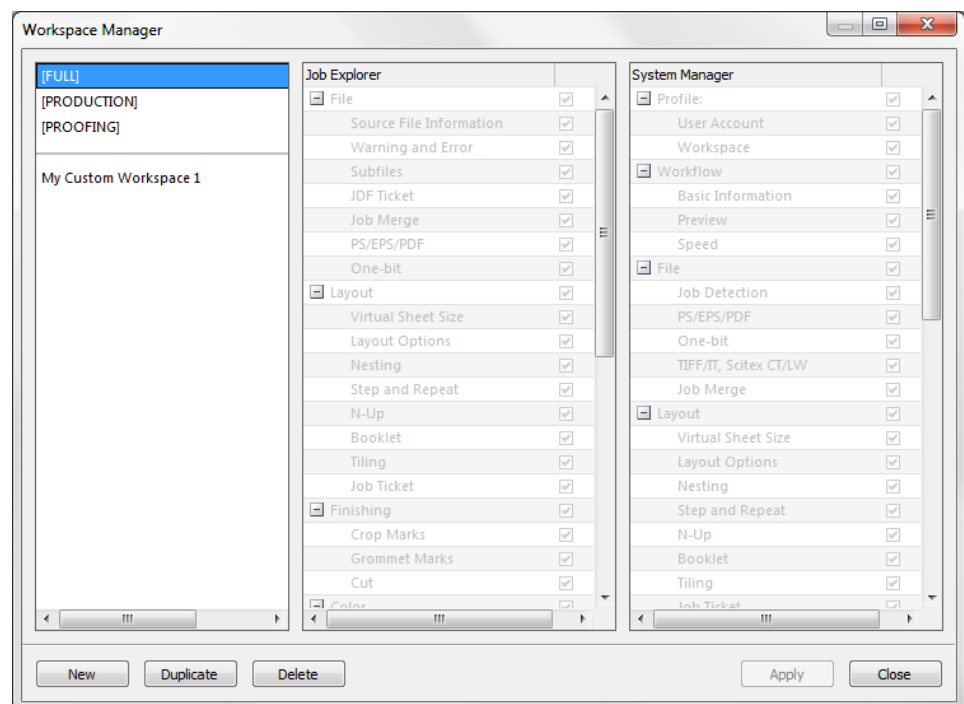 Workspace Manager
[FULL]
[PRODUCTION]
[PROOFING]
My Custom Workspace 1
Job Explorer
File
Source File Information
Warning and Error
Subfiles
JDF Ticket
Job Merge
PS/EPS/PDF
One-bit
Layout
Virtual Sheet Size
Layout Options
Nesting
Step and Repeat
N-Up
Booklet
Tiling
Job Ticket
Finishing
Crop Marks
Grommet Marks
Cut
Color
System Manager
Profile:
User Account
Workspace
Workflow
Basic Information
Preview
Speed
File
Job Detection
PS/EPS/PDF
One-bit
TIFF/IT, Scitex CT/LW
Job Merge
Layout
Virtual Sheet Size
Layout Options
Nesting
Step and Repeat
N-Up
Booklet
Tiling
Job Ticket
New
Duplicate
Delete
Apply
Close